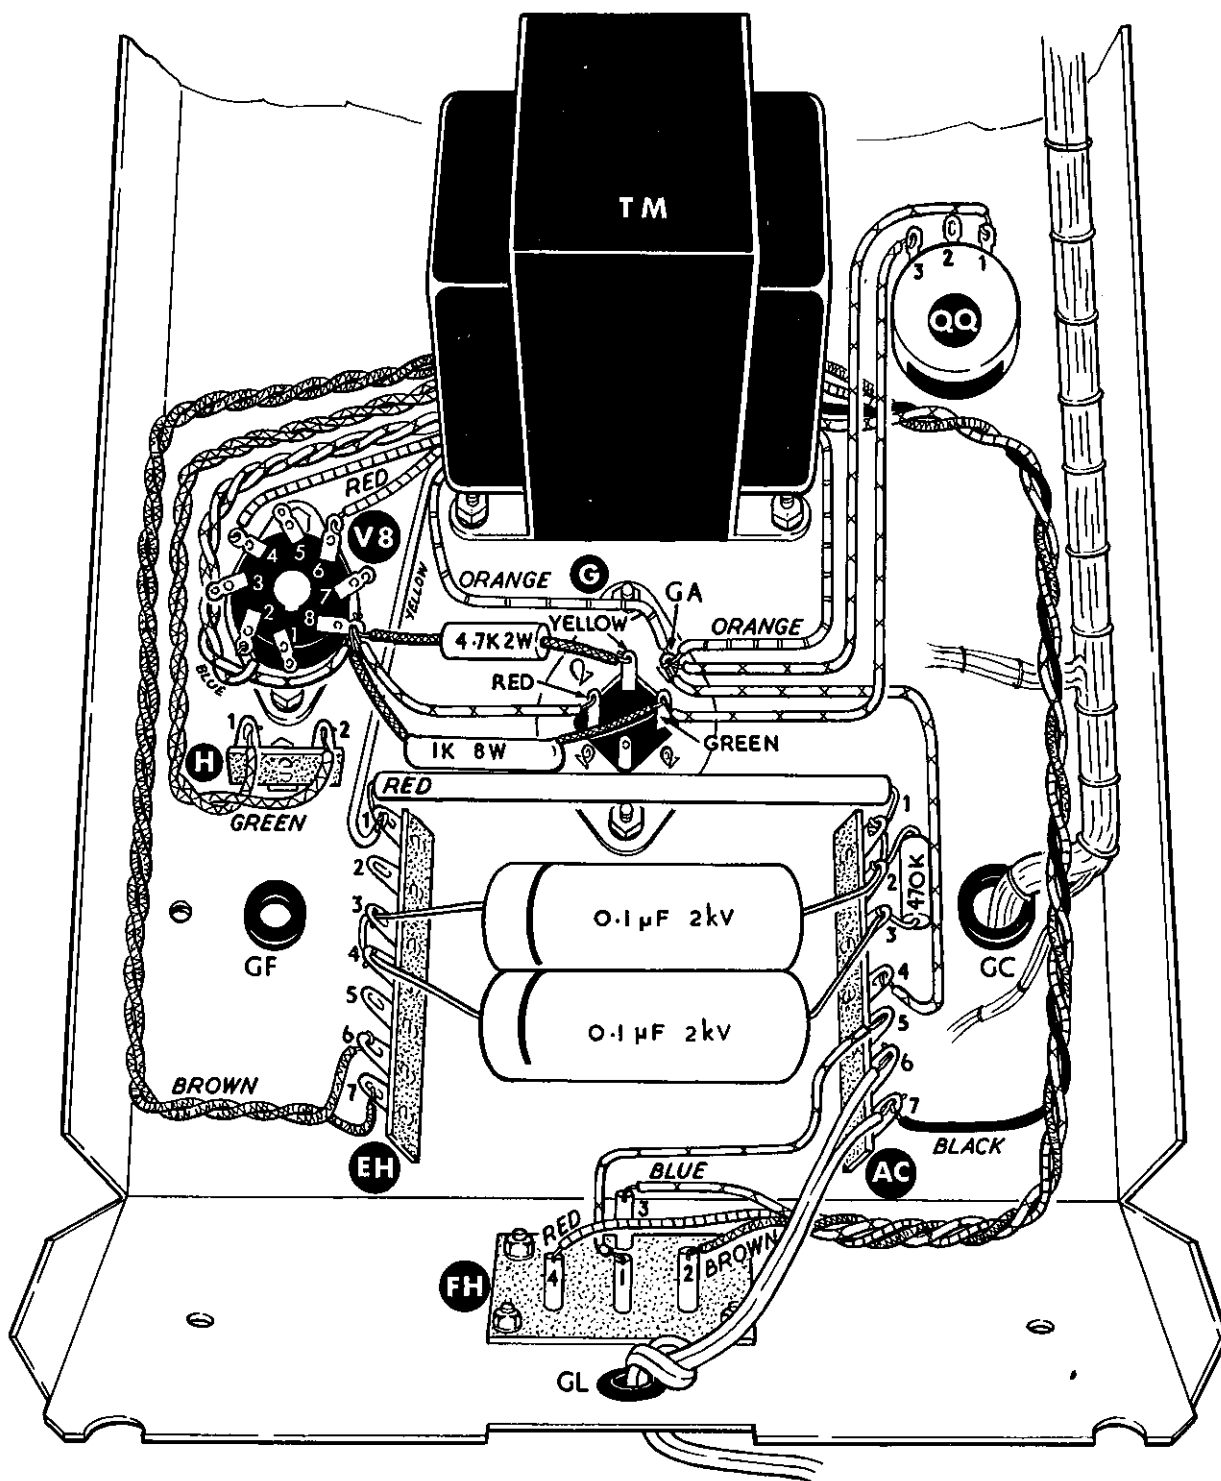 TM
3 2 1
QQ
RED
V8
4 5 6
3 7
2 1 8
YELLOW
ORANGE
G
GA
YELLOW
ORANGE
4.7K 2W
BLUE
RED
GREEN
1K 8W
1 2
H
GREEN
RED
1
2
3
4
5
6
7
1
2
3
4
5
6
7
470K
0.1µF 2kV
0.1µF 2kV
GF
GC
BROWN
EH
AC
BLACK
BLUE
3
RED
BROWN
FH
4 1 2
GL